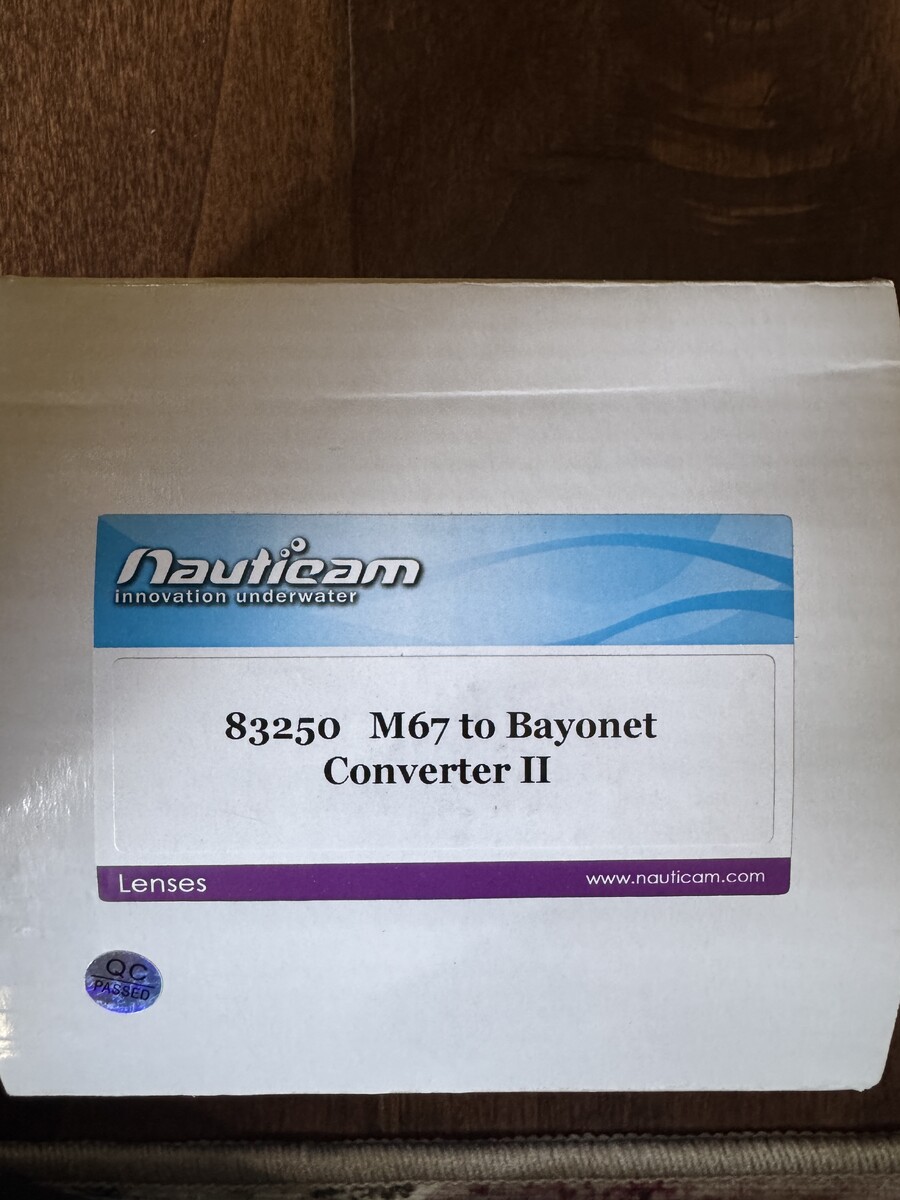 Nauticam
innovation underwater
83250 M67 to Bayonet
Converter II
Lenses
www.nauticam.com
QC
PASSED